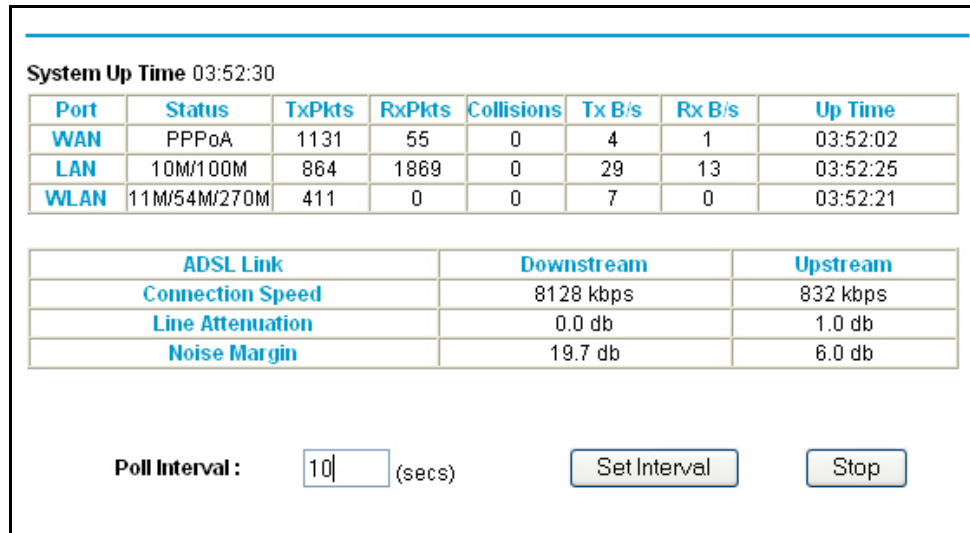 System Up Time 03:52:30
Port Status TxPkts RxPkts Collisions Tx B/s Rx B/s Up Time
WAN PPPoA 1131 55 0 4 1 03:52:02
LAN 10M/100M 864 1869 0 29 13 03:52:25
WLAN 11M/54M/270M 411 0 0 7 0 03:52:21
ADSL Link Downstream Upstream
Connection Speed 8128 kbps 832 kbps
Line Attenuation 0.0 db 1.0 db
Noise Margin 19.7 db 6.0 db
Poll Interval : 10 (secs) Set Interval Stop